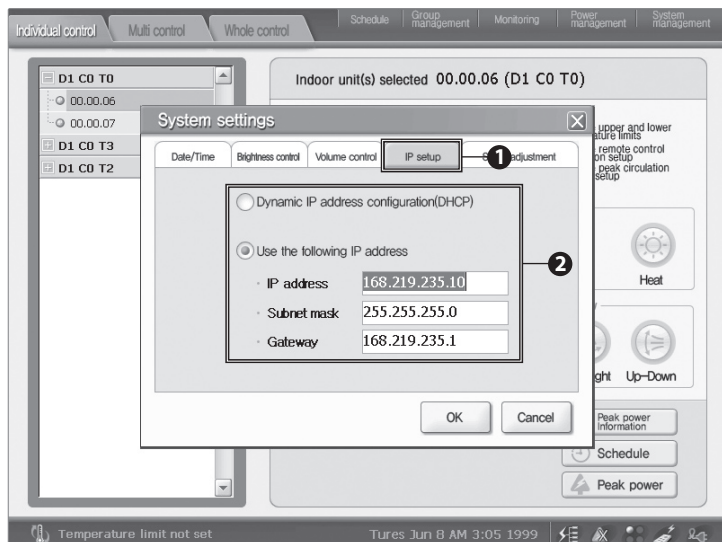 Individual control
Multi control
Whole control
Schedule
Group
management
Monitoring
Power
management
System
management
D1 C0 T0
00.00.06
00.00.07
D1 C0 T3
D1 C0 T2
Indoor unit(s) selected 00.00.06 (D1 C0 T0)
upper and lower
ature limits
remote control
on setup
peak circulation
setup
System settings
Date/Time
Brightness control
Volume control
IP setup
1
adjustment
Dynamic IP address configuration(DHCP)
Use the following IP address
2
IP address 168.219.235.10
Subnet mask 255.255.255.0
Gateway 168.219.235.1
OK
Cancel
Heat
ght
Up-Down
Peak power
Information
Schedule
Peak power
Temperature limit not set
Tures Jun 8 AM 3:05 1999